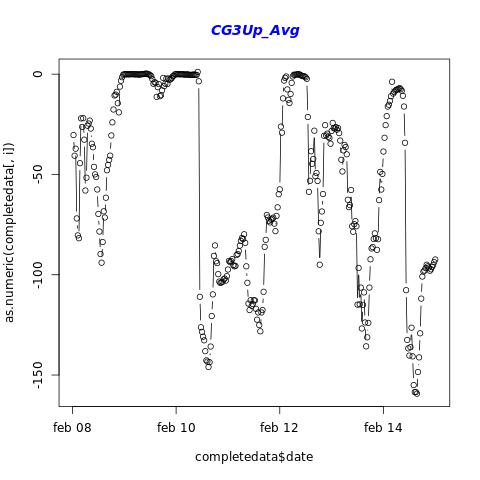 CG3Up_Avg
as.numeric(completedata[, i])
0
-50
-100
-150
feb 08
feb 10
feb 12
feb 14
completedata$date